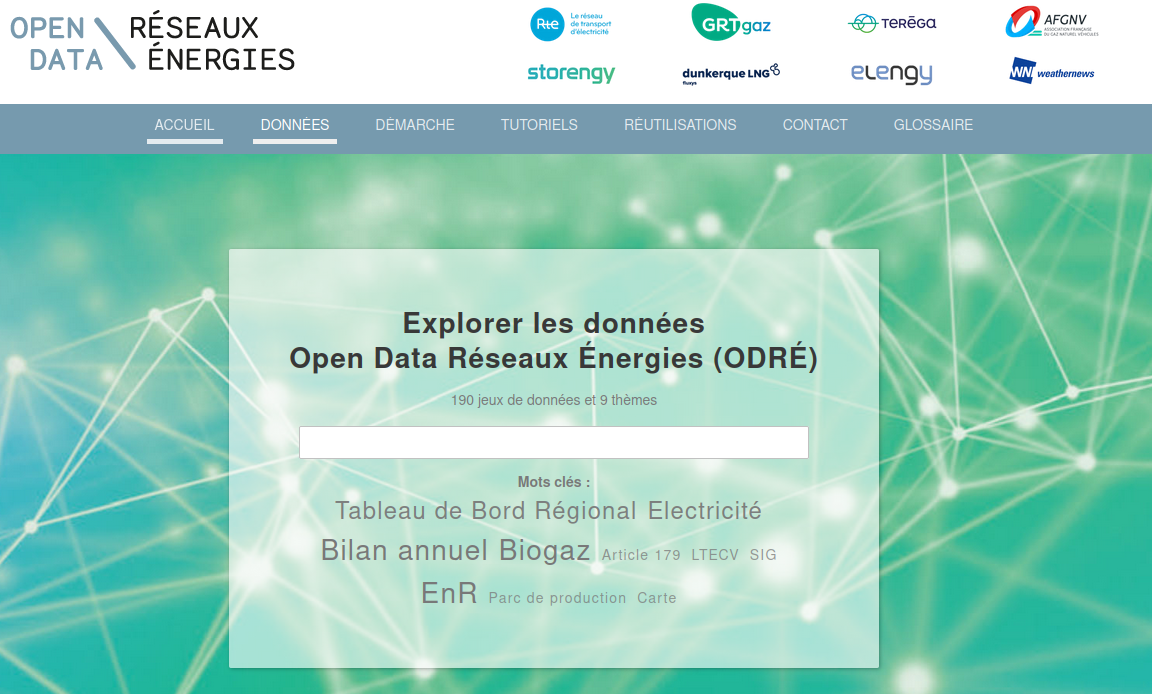 OPEN DATA
RÉSEAUX ÉNERGIES
Rte
Le réseau
de transport
d'électricité
GRTgaz
TERÉGA
AFGNV
ASSOCIATION FRANÇAISE
DU GAZ NATUREL VÉHICULES
storengy
dunkerque LNG
fluxys
eLengy
WNI weathernews
ACCUEIL
DONNÉES
DÉMARCHE
TUTORIELS
RÉUTILISATIONS
CONTACT
GLOSSAIRE
Explorer les données
Open Data Réseaux Énergies (ODRÉ)
190 jeux de données et 9 thèmes
Mots clés :
Tableau de Bord Régional Electricité
Bilan annuel Biogaz Article 179 LTECV SIG
EnR Parc de production Carte